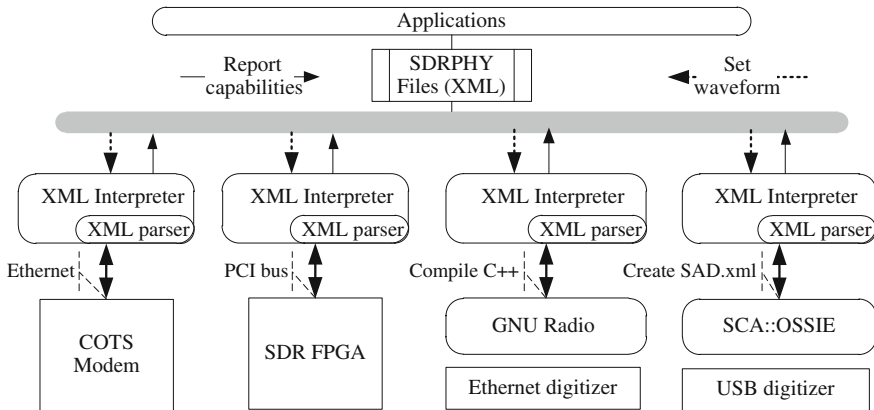 Applications
Report
capabilities
SDRPHY
Files (XML)
Set
waveform
XML Interpreter
XML parser
XML Interpreter
XML parser
XML Interpreter
XML parser
XML Interpreter
XML parser
Ethernet
PCI bus
Compile C++
Create SAD.xml
COTS
Modem
SDR FPGA
GNU Radio
SCA::OSSIE
Ethernet digitizer
USB digitizer